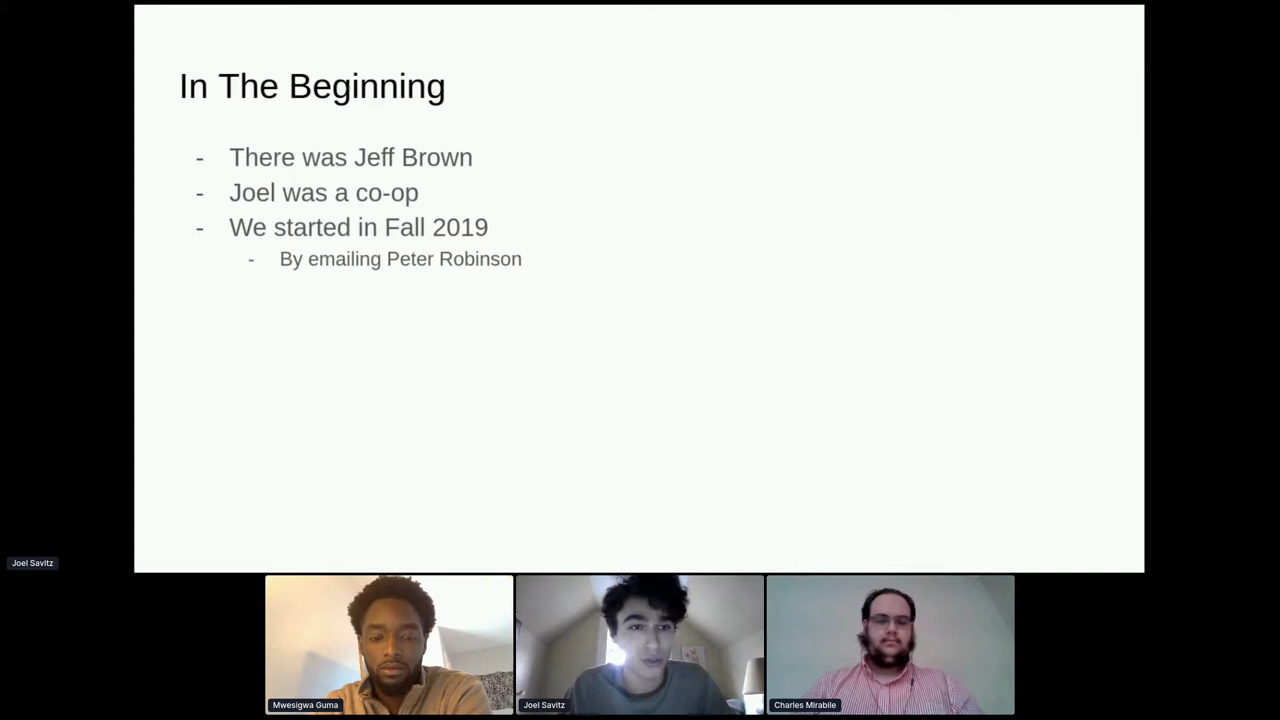 In The Beginning
- There was Jeff Brown
- Joel was a co-op
- We started in Fall 2019
- By emailing Peter Robinson
Joel Savitz
Mwesigwa Guma
Joel Savitz
Charles Mirabile